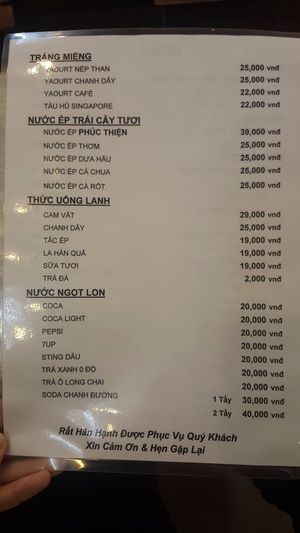 TRÁNG MIỆNG
YAOURT NẾP THAN 25,000 vnđ
YAOURT CHANH DÂY 25,000 vnđ
YAOURT CAFÉ 22,000 vnđ
TÀU HŨ SINGAPORE 22,000 vnđ
NƯỚC ÉP TRÁI CÂY TƯƠI
NƯỚC ÉP PHÚC THIỆN 39,000 vnđ
NƯỚC ÉP THƠM 25,000 vnđ
NƯỚC ÉP DƯA HẤU 25,000 vnđ
NƯỚC ÉP CÀ CHUA 25,000 vnđ
NƯỚC ÉP CÀ RỐT 25,000 vnđ
THỨC UỐNG LẠNH
CAM VẮT 29,000 vnđ
CHANH DÂY 25,000 vnđ
TẮC ÉP 19,000 vnđ
LA HÁN QUẢ 19,000 vnđ
SỮA TƯƠI 19,000 vnđ
TRÀ ĐÁ 2,000 vnđ
NƯỚC NGỌT LON
COCA 20,000 vnđ
COCA LIGHT 20,000 vnđ
PEPSI 20,000 vnđ
7UP 20,000 vnđ
STING DÂU 20,000 vnđ
TRÀ XANH 0 ĐỘ 20,000 vnđ
TRÀ Ô LONG CHAI 20,000 vnđ
SODA CHANH ĐƯỜNG 1 Tẩy 30,000 vnđ
2 Tẩy 40,000 vnđ
Rất Hân Hạnh Được Phục Vụ Quý Khách
Xin Cảm Ơn & Hẹn Gặp Lại